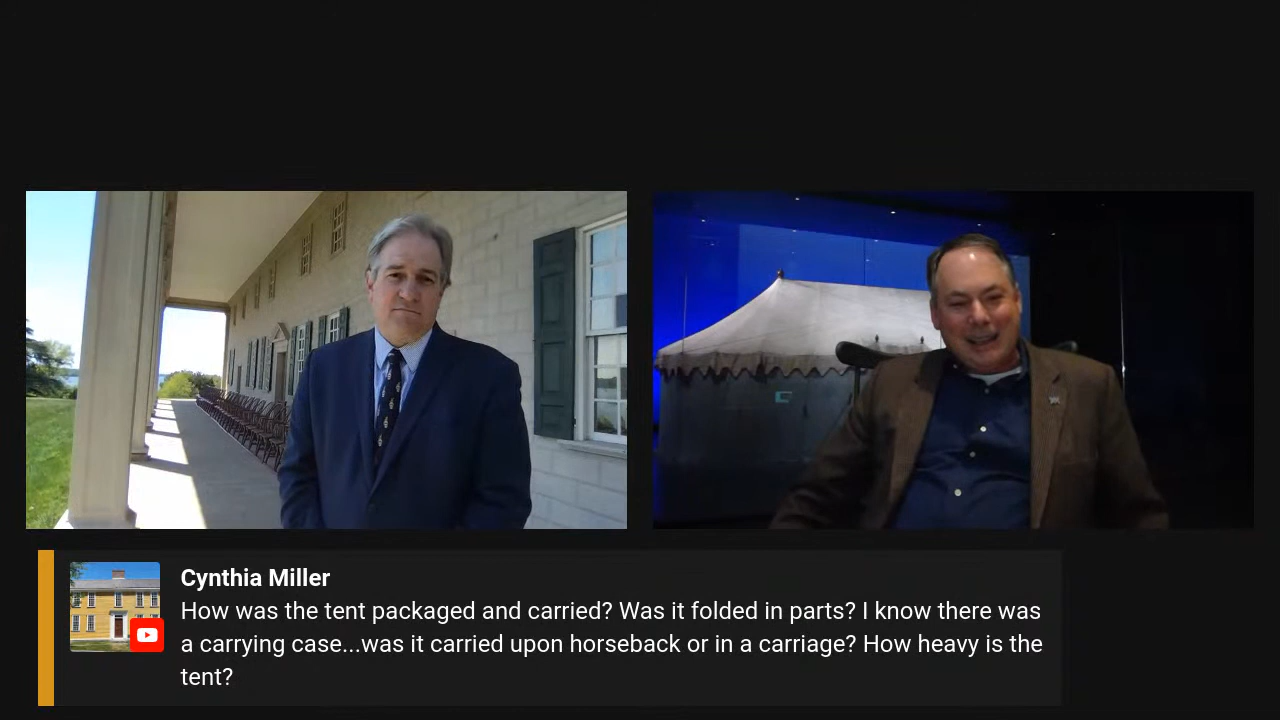 Cynthia Miller
How was the tent packaged and carried? Was it folded in parts? I know there was
a carrying case...was it carried upon horseback or in a carriage? How heavy is the
tent?